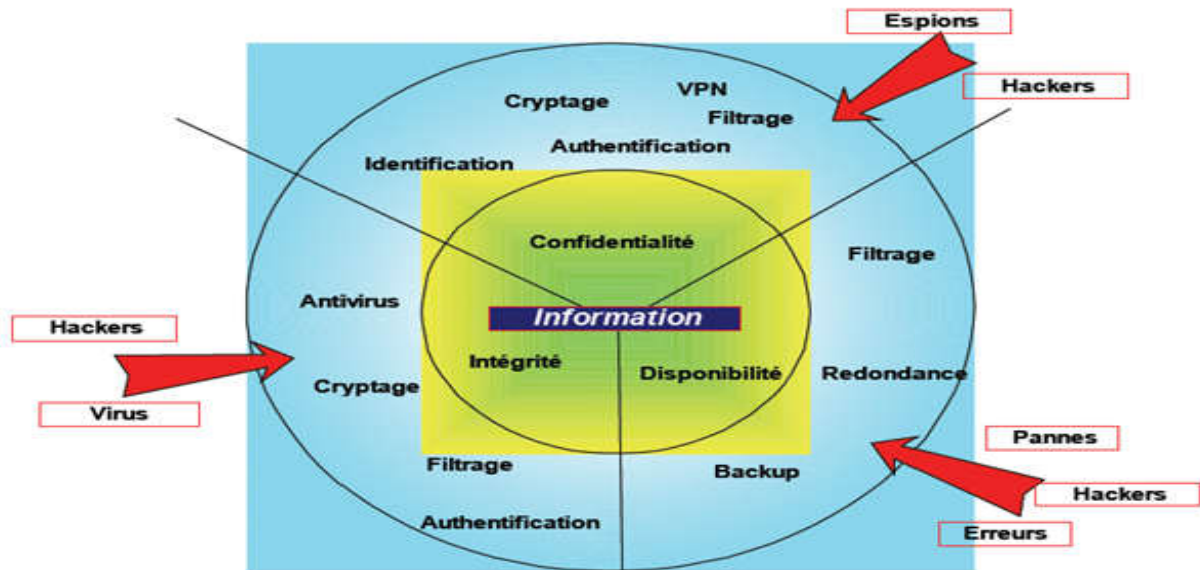 Espions
Hackers
VPN
Cryptage
Filtrage
Authentification
Identification
Confidentialité
Filtrage
Antivirus
Information
Hackers
Intégrité
Disponibilité
Redondance
Cryptage
Virus
Pannes
Filtrage
Backup
Hackers
Authentification
Erreurs